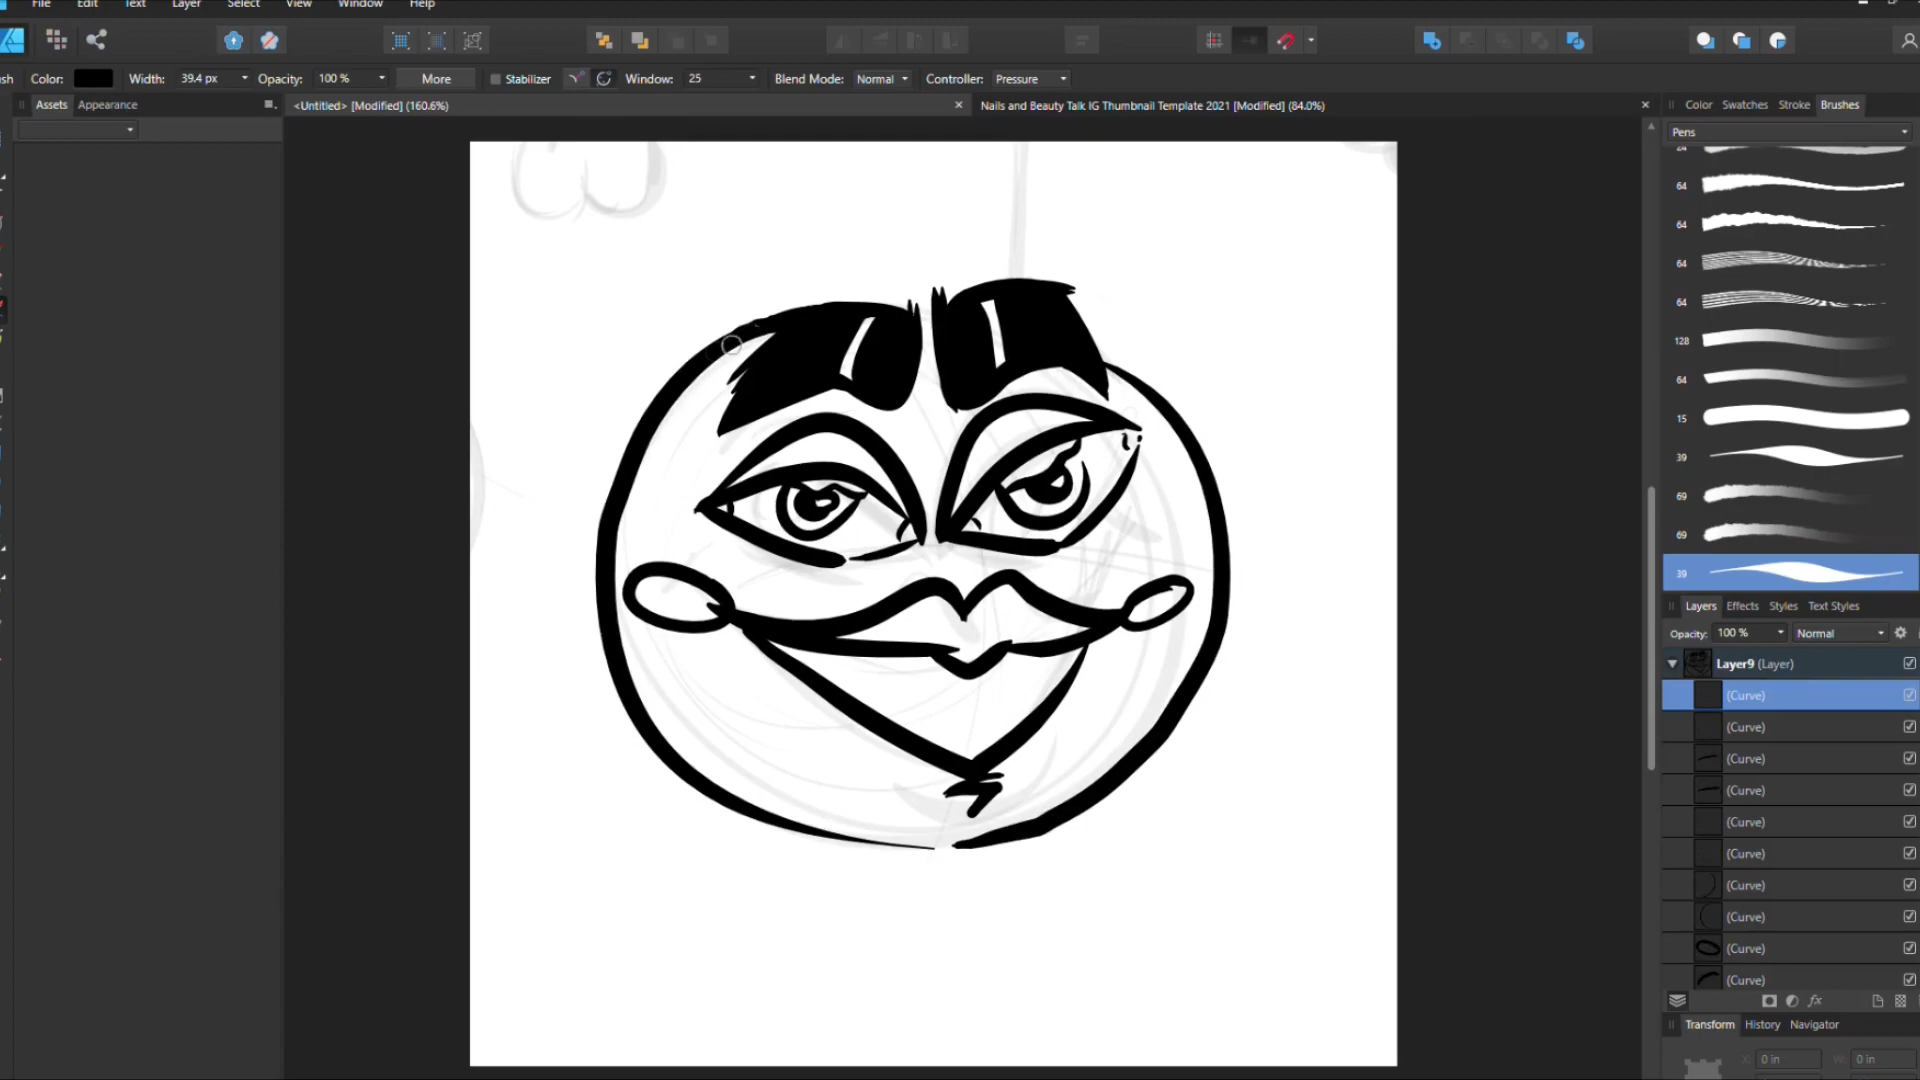 File Edit Text Layer Select View Window Help
Color: Width: 39.4 px Opacity: 100 % More Stabilizer Window: 25 Blend Mode: Normal Controller: Pressure
Assets Appearance
<Untitled> [Modified] (160.6%)
Nails and Beauty Talk IG Thumbnail Template 2021 [Modified] (84.0%)
Color Swatches Stroke Brushes
Pens
24
64
64
64
64
128
64
15
39
69
69
39
Layers Effects Styles Text Styles
Opacity: 100 % Normal
Layer9 (Layer)
(Curve)
(Curve)
(Curve)
(Curve)
(Curve)
(Curve)
(Curve)
(Curve)
(Curve)
(Curve)
fx
Transform History Navigator
X: 0 in W: 0 in